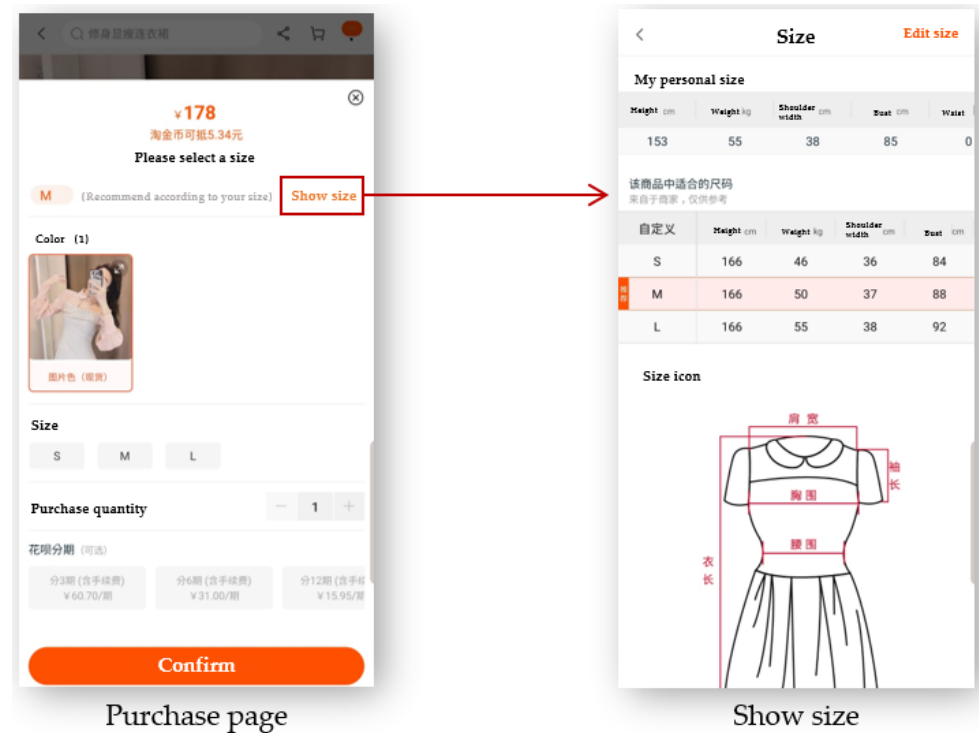 修身显瘦连衣裙
¥178
淘金币可抵5.34元
Please select a size
M (Recommend according to your size) Show size
Color (1)
图片色 (现货)
Size
S M L
Purchase quantity
− 1 +
花呗分期 (可选)
分3期 (含手续费) 分6期 (含手续费) 分12期 (含手续
¥60.70/期 ¥31.00/期 ¥15.95/期
Confirm
Purchase page
Size Edit size
My personal size
Height cm Weight kg Shoulder width cm Bust cm Waist
153 55 38 85 0
该商品中适合的尺码
来自于商家，仅供参考
自定义 Height cm Weight kg Shoulder width cm Bust cm
S 166 46 36 84
推荐 M 166 50 37 88
L 166 55 38 92
Size icon
肩宽
袖长
胸围
腰围
衣长
Show size